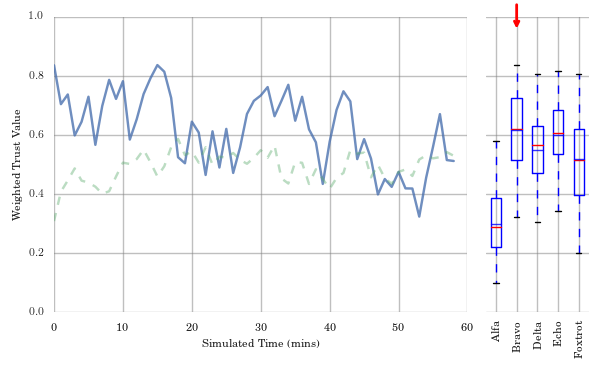 1.0
0.8
0.6
0.4
0.2
0.0
Weighted Trust Value
0 10 20 30 40 50 60
Simulated Time (mins)
Alfa
Bravo
Delta
Echo
Foxtrot